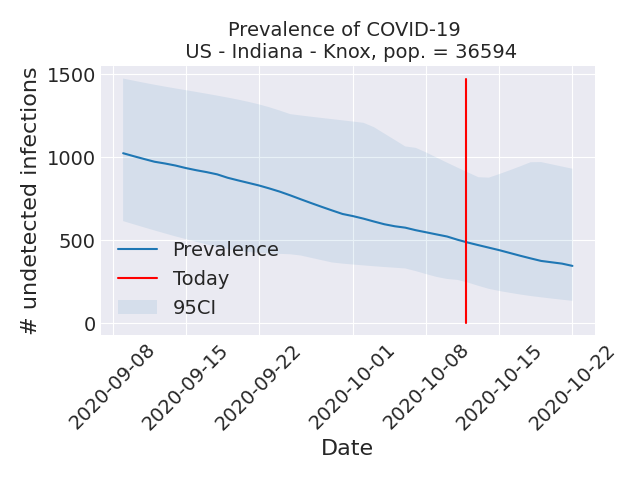 Prevalence of COVID-19
US - Indiana - Knox, pop. = 36594
# undetected infections
1500
1000
500
0
Prevalence
Today
95CI
2020-09-08
2020-09-15
2020-09-22
2020-10-01
2020-10-08
2020-10-15
2020-10-22
Date